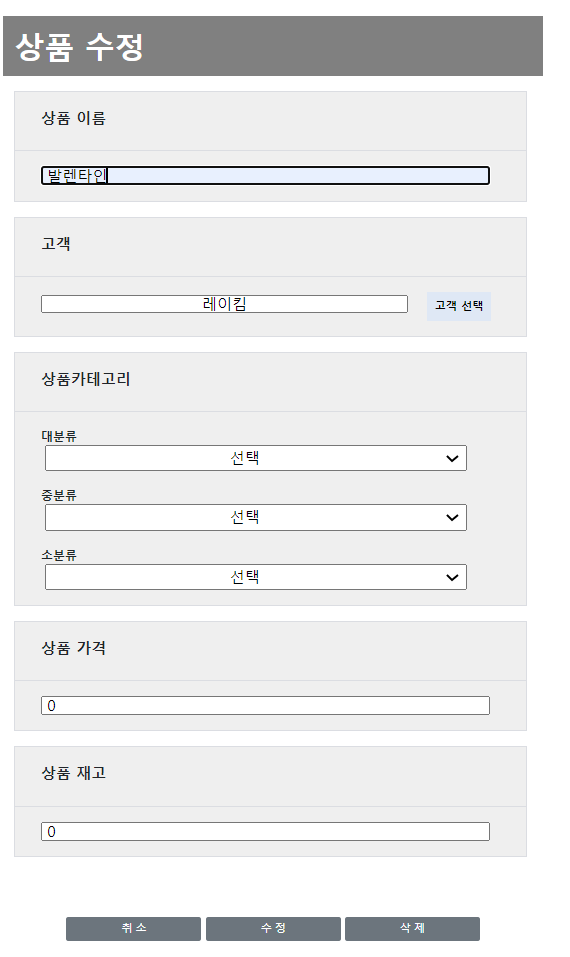 상품 수정
상품 이름
발렌타인
고객
레이킴
고객 선택
상품카테고리
대분류
선택
중분류
선택
소분류
선택
상품 가격
0
상품 재고
0
취소 수정 삭제